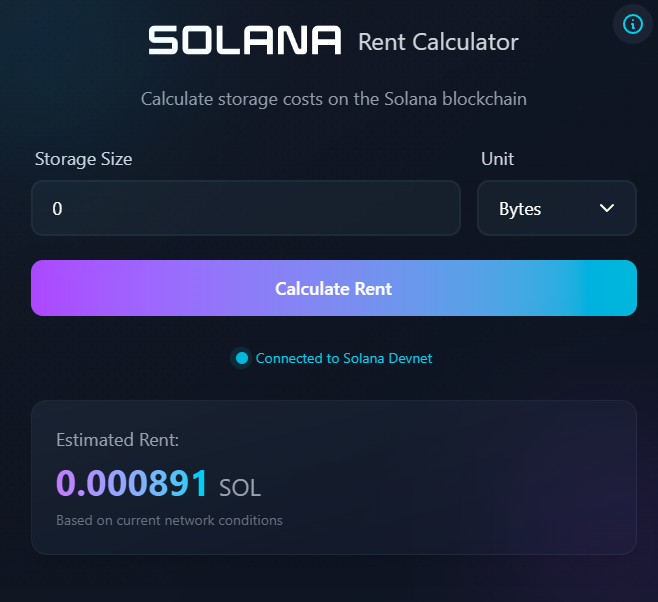 SOLANA Rent Calculator
Calculate storage costs on the Solana blockchain
Storage Size Unit
0 Bytes
Calculate Rent
Connected to Solana Devnet
Estimated Rent:
0.000891 SOL
Based on current network conditions